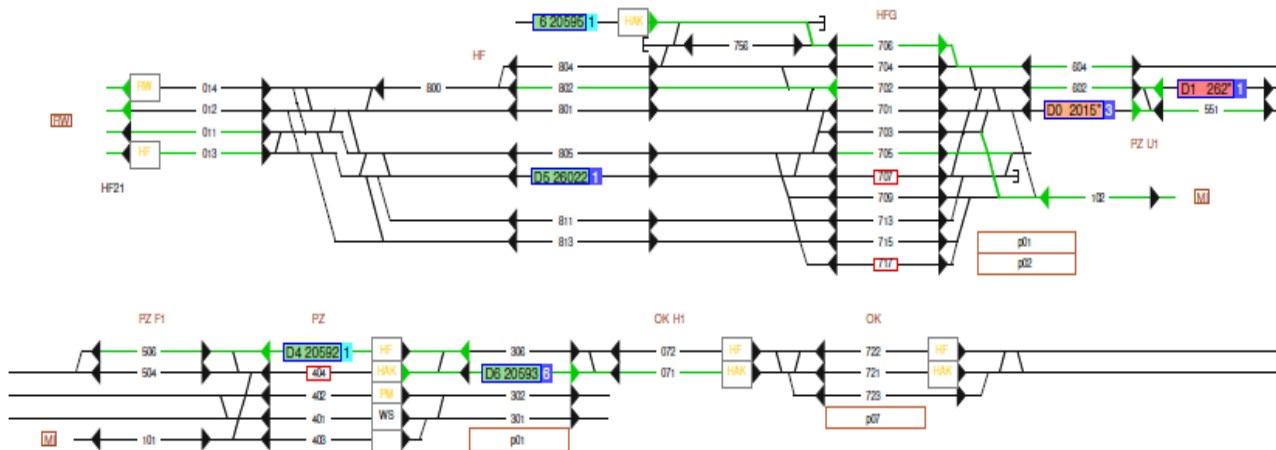 6 20595 1 HAK HFG
756 706
HF 804 704 604
RW 014 800 802 702 602 D1 262" 1
RW 012 801 701 D0 2015" 3 551
011 703
HF 013 805 705 PZ U1
HF21 D5 26022 1 707
709 102 MI
811 713
813 715 p01
717 p02
PZ F1 PZ OK H1 OK
506 D4 20592 1 HF 306 072 HF 722 HF
504 404 HAK D6 20593 6 071 HAK 721 HAK
402 PM 302 723
401 WS 301 p07
MI 101 403 p01